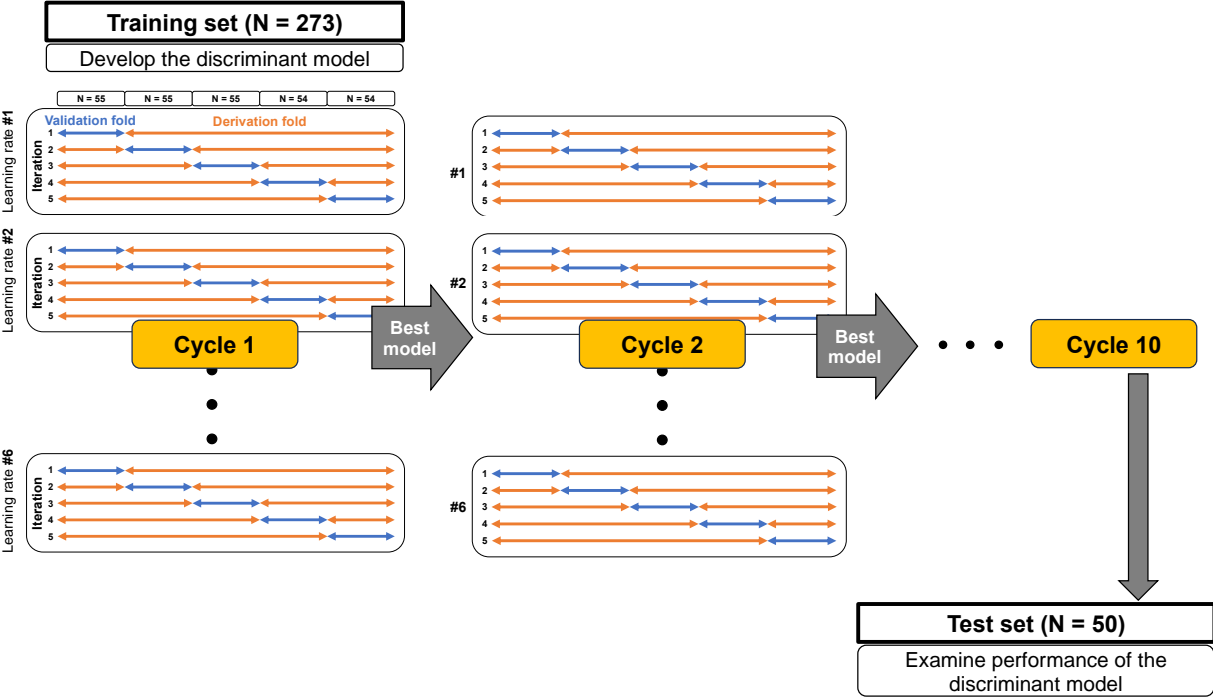 Training set (N = 273)
Develop the discriminant model
N = 55 N = 55 N = 55 N = 54 N = 54
Learning rate #1
Iteration
Validation fold Derivation fold
1
2
3
4
5
#1
1
2
3
4
5
Learning rate #2
Iteration
1
2
3
4
5
#2
1
2
3
4
5
Cycle 1
Best
model
Cycle 2
Best
model
Cycle 10
Learning rate #6
Iteration
1
2
3
4
5
#6
1
2
3
4
5
Test set (N = 50)
Examine performance of the
discriminant model